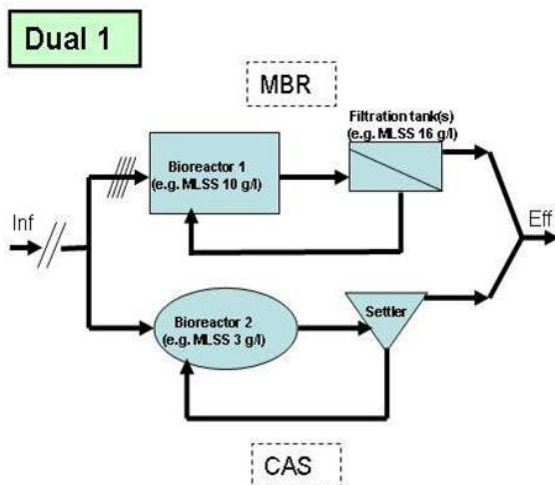 Dual 1
MBR
Filtration tank(s)
(e.g. MLSS 16 g/l)
Bioreactor 1
(e.g. MLSS 10 g/l)
Inf
Eff
Bioreactor 2
(e.g. MLSS 3 g/l)
Settler
CAS